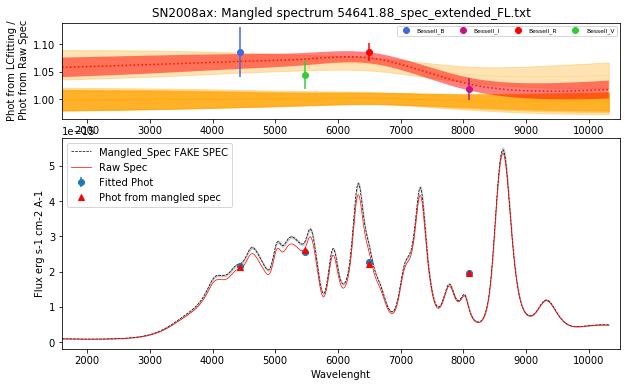 SN2008ax: Mangled spectrum 54641.88_spec_extended_FL.txt
Phot from LCfitting /
Phot from Raw Spec
1.10
1.05
1.00
Bessell_B
Bessell_I
Bessell_R
Bessell_V
2000 3000 4000 5000 6000 7000 8000 9000 10000
1e−15
Flux erg s-1 cm-2 A-1
5
4
3
2
1
0
Mangled_Spec FAKE SPEC
Raw Spec
Fitted Phot
Phot from mangled spec
2000 3000 4000 5000 6000 7000 8000 9000 10000
Wavelenght